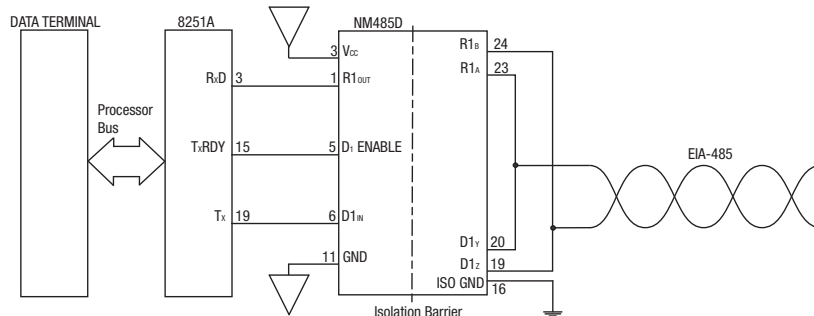 DATA TERMINAL
8251A
NM485D
3 VCC
R1B 24
R1A 23
RXD 3
1 R1OUT
Processor
Bus
TXRDY 15
5 D1 ENABLE
EIA-485
TX 19
6 D1IN
D1Y 20
11 GND
D1Z 19
ISO GND
16
Isolation Barrier